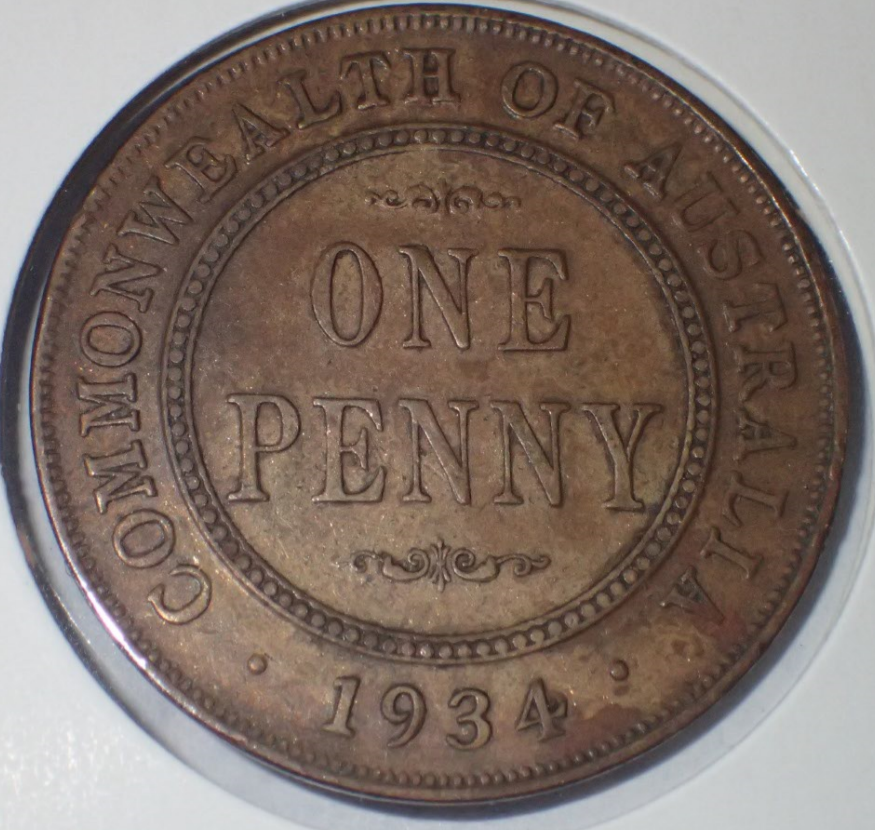 COMMONWEALTH OF AUSTRALIA
ONE
PENNY
1934